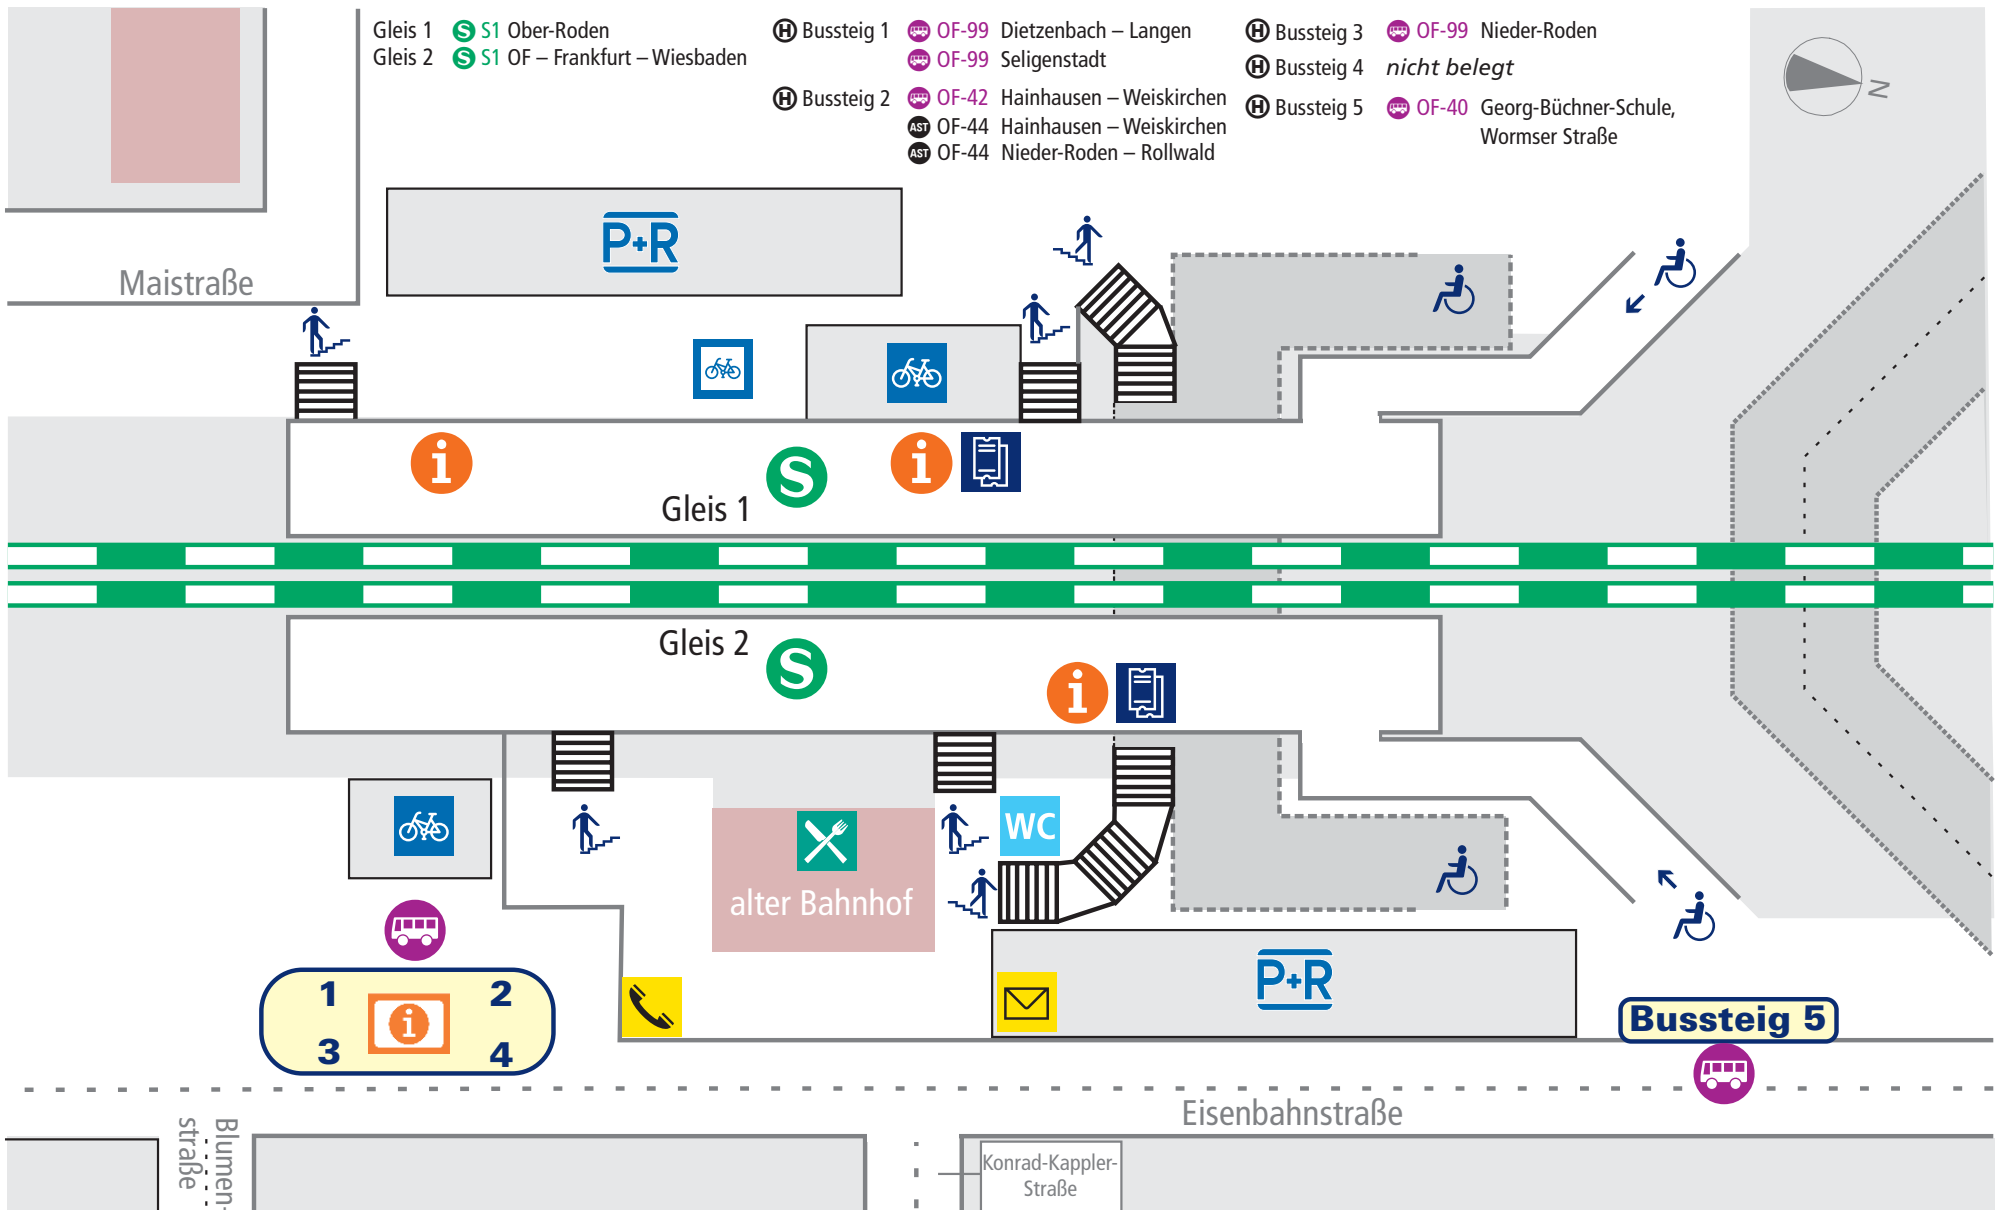 Gleis 1 S S1 Ober-Roden
Gleis 2 S S1 OF – Frankfurt – Wiesbaden
H Bussteig 1 OF-99 Dietzenbach – Langen
OF-99 Seligenstadt
H Bussteig 2 OF-42 Hainhausen – Weiskirchen
AST OF-44 Hainhausen – Weiskirchen
AST OF-44 Nieder-Roden – Rollwald
H Bussteig 3 OF-99 Nieder-Roden
H Bussteig 4 nicht belegt
H Bussteig 5 OF-40 Georg-Büchner-Schule,
Wormser Straße
N
P+R
Maistraße
i
S
i
Gleis 1
Gleis 2
S
i
WC
alter Bahnhof
P+R
1
2
i
3
4
Bussteig 5
Eisenbahnstraße
Blumen-
straße
Konrad-Kappler-
Straße